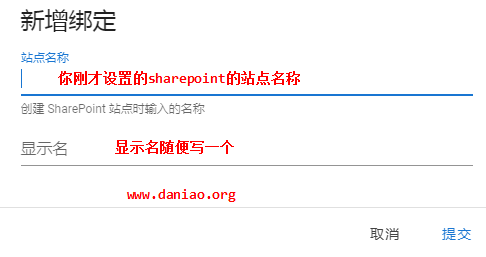 新增绑定
站点名称
你刚才设置的sharepoint的站点名称
创建 SharePoint 站点时输入的名称
显示名 显示名随便写一个
www.daniao.org
取消 提交